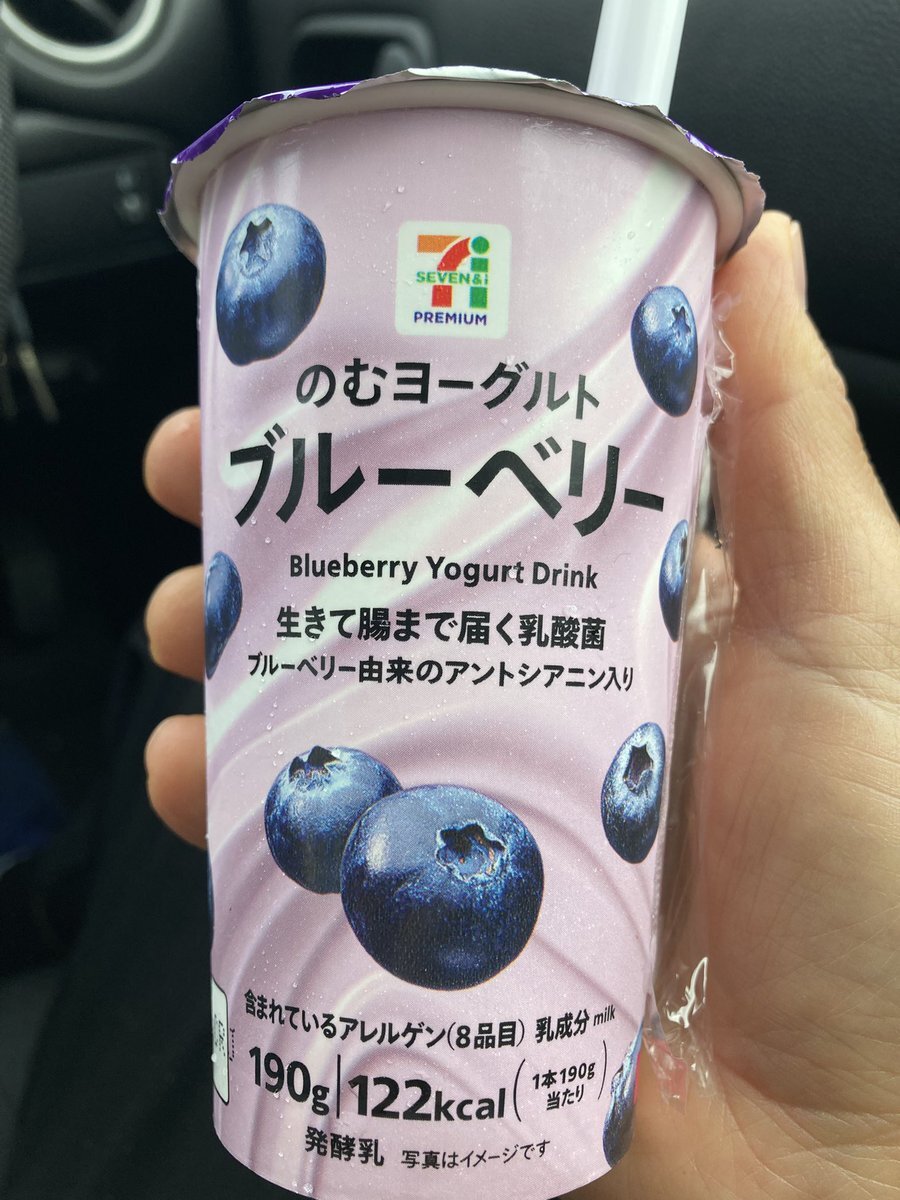 SEVEN&i
PREMIUM
のむヨーグルト
ブルーベリー
Blueberry Yogurt Drink
生きて腸まで届く乳酸菌
ブルーベリー由来のアントシアニン入り
含まれているアレルゲン(8品目) 乳成分 milk
190g 122kcal (1本190g当たり)
発酵乳 写真はイメージです